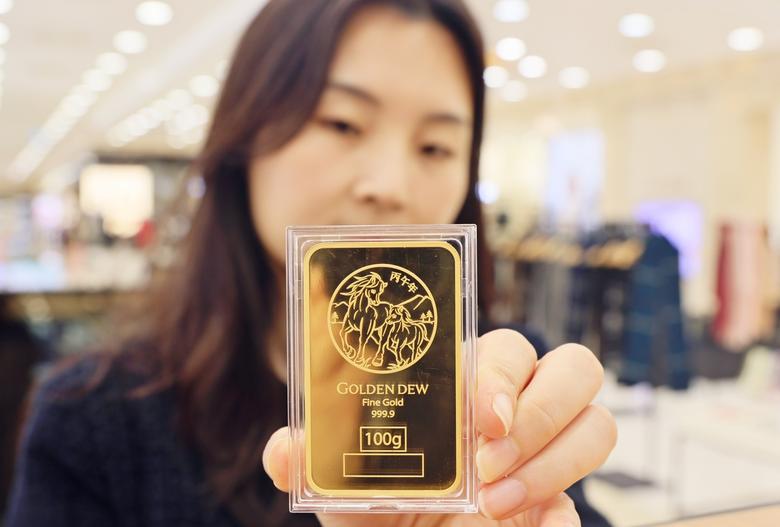 丙午年
GOLDEN DEW
Fine Gold
999.9
100g